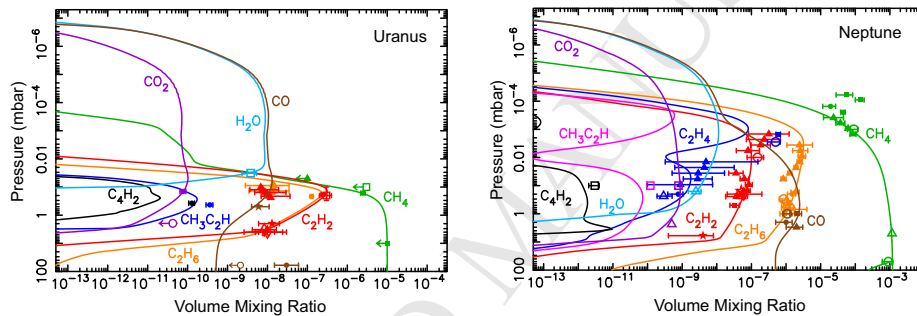 Uranus
Pressure (mbar)
10⁻⁶
10⁻⁴
0.01
1
100
CO₂
H₂O
CO
CH₄
C₄H₂
CH₃C₂H
C₂H₂
C₂H₆
10⁻¹³ 10⁻¹² 10⁻¹¹ 10⁻¹⁰ 10⁻⁹ 10⁻⁸ 10⁻⁷ 10⁻⁶ 10⁻⁵ 10⁻⁴
Volume Mixing Ratio
Neptune
Pressure (mbar)
10⁻⁶
10⁻⁴
0.01
1
100
CO₂
CH₃C₂H
C₂H₄
CH₄
C₄H₂
H₂O
C₂H₂
C₂H₆
CO
10⁻¹³ 10⁻¹¹ 10⁻⁹ 10⁻⁷ 10⁻⁵ 10⁻³
Volume Mixing Ratio
MANU